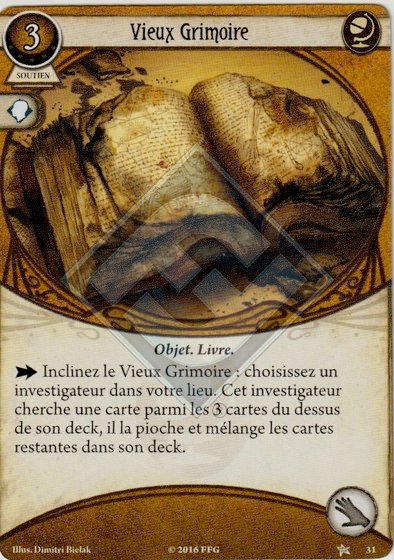 3
Vieux Grimoire
SOUTIEN
Objet. Livre.
Inclinez le Vieux Grimoire : choisissez un
investigateur dans votre lieu. Cet investigateur
cherche une carte parmi les 3 cartes du dessus
de son deck, il la pioche et mélange les cartes
restantes dans son deck.
Illus. Dimitri Bielak
© 2016 FFG
31